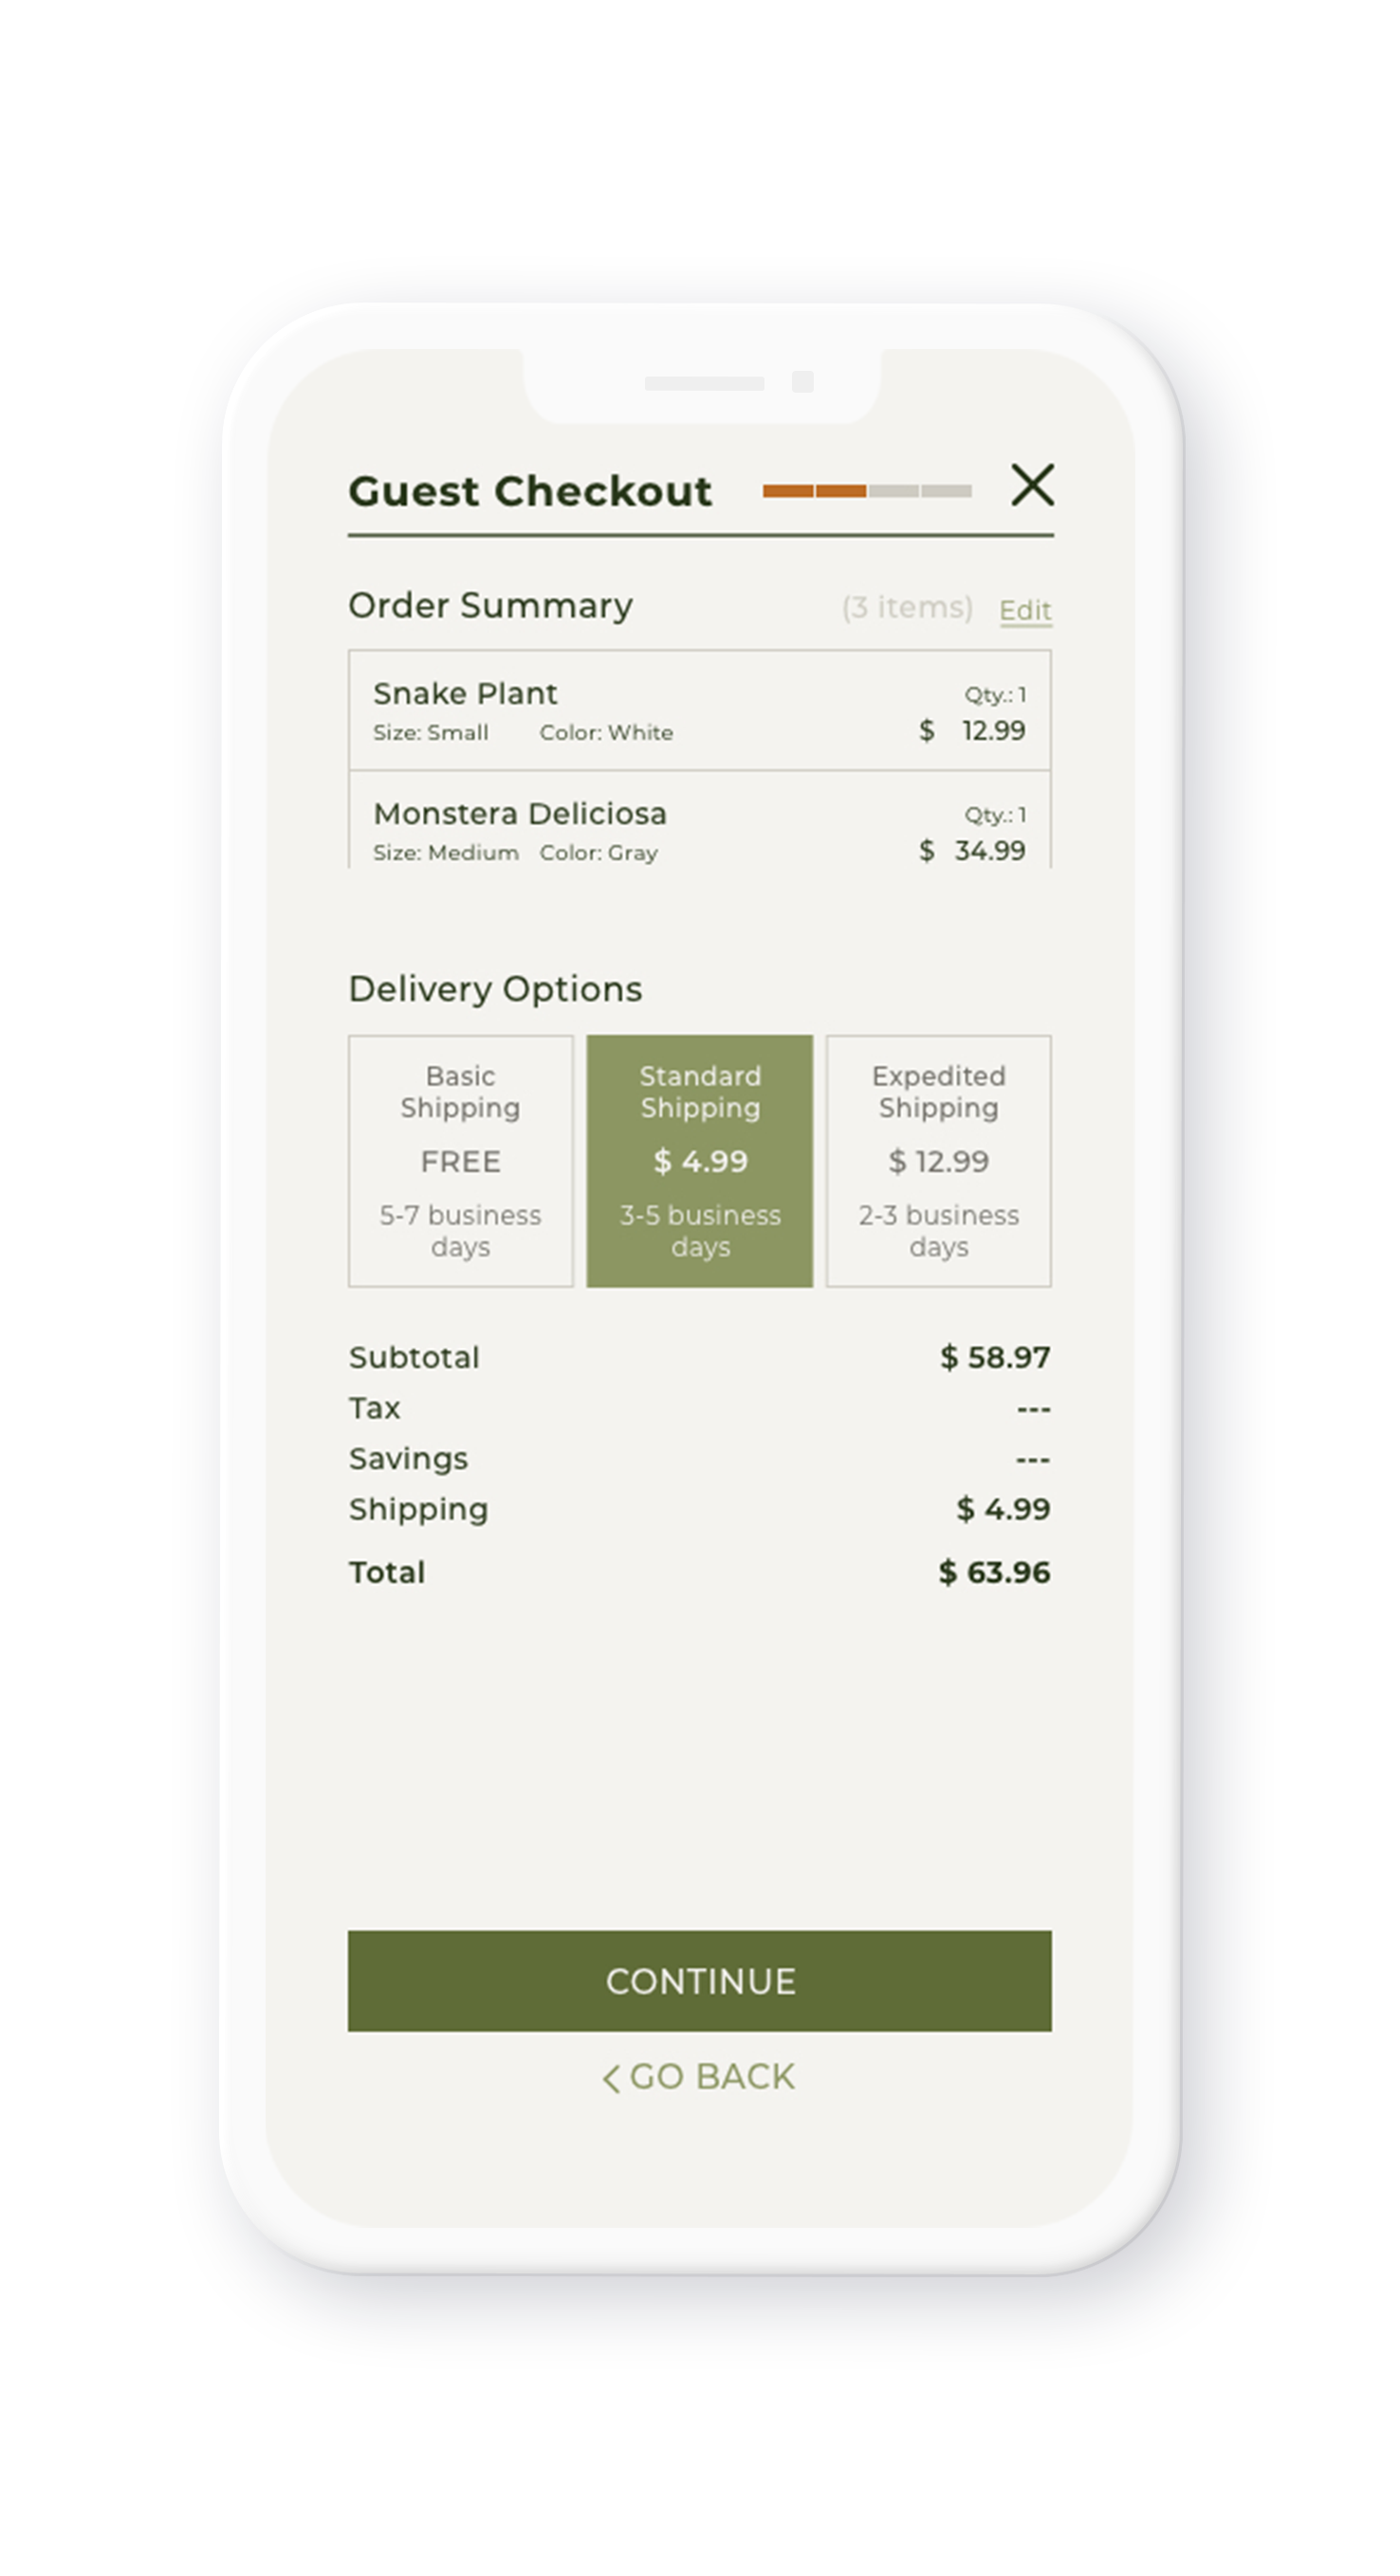 Guest Checkout
Order Summary (3 items) Edit
Snake Plant Qty.: 1
Size: Small Color: White $ 12.99
Monstera Deliciosa Qty.: 1
Size: Medium Color: Gray $ 34.99
Delivery Options
Basic
Shipping
FREE
5-7 business
days
Standard
Shipping
$ 4.99
3-5 business
days
Expedited
Shipping
$ 12.99
2-3 business
days
Subtotal $ 58.97
Tax ---
Savings ---
Shipping $ 4.99
Total $ 63.96
CONTINUE
GO BACK